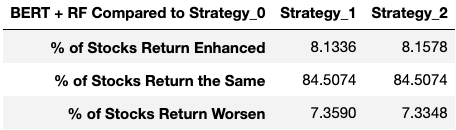 BERT + RF Compared to Strategy_0 Strategy_1 Strategy_2
% of Stocks Return Enhanced 8.1336 8.1578
% of Stocks Return the Same 84.5074 84.5074
% of Stocks Return Worsen 7.3590 7.3348